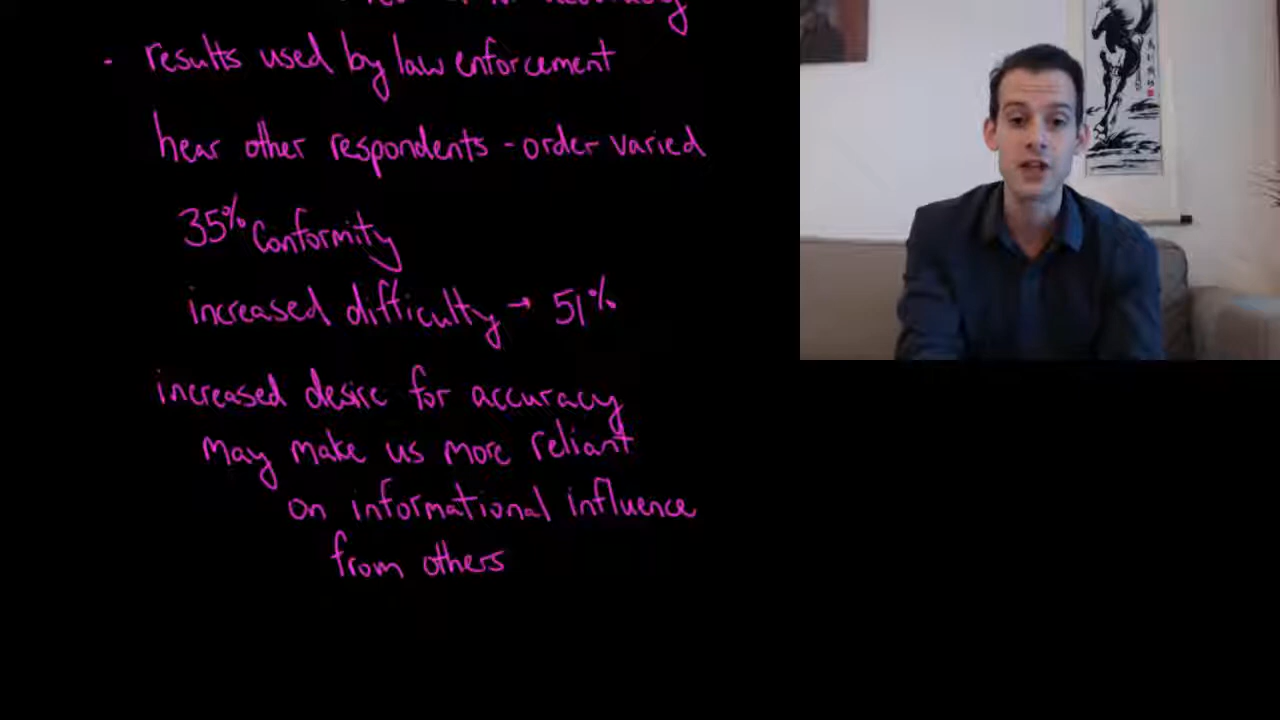 accuracy
· results used by law enforcement
hear other respondents - order varied
35% Conformity
increased difficulty → 51%
increased desire for accuracy
may make us more reliant
on informational influence
from others